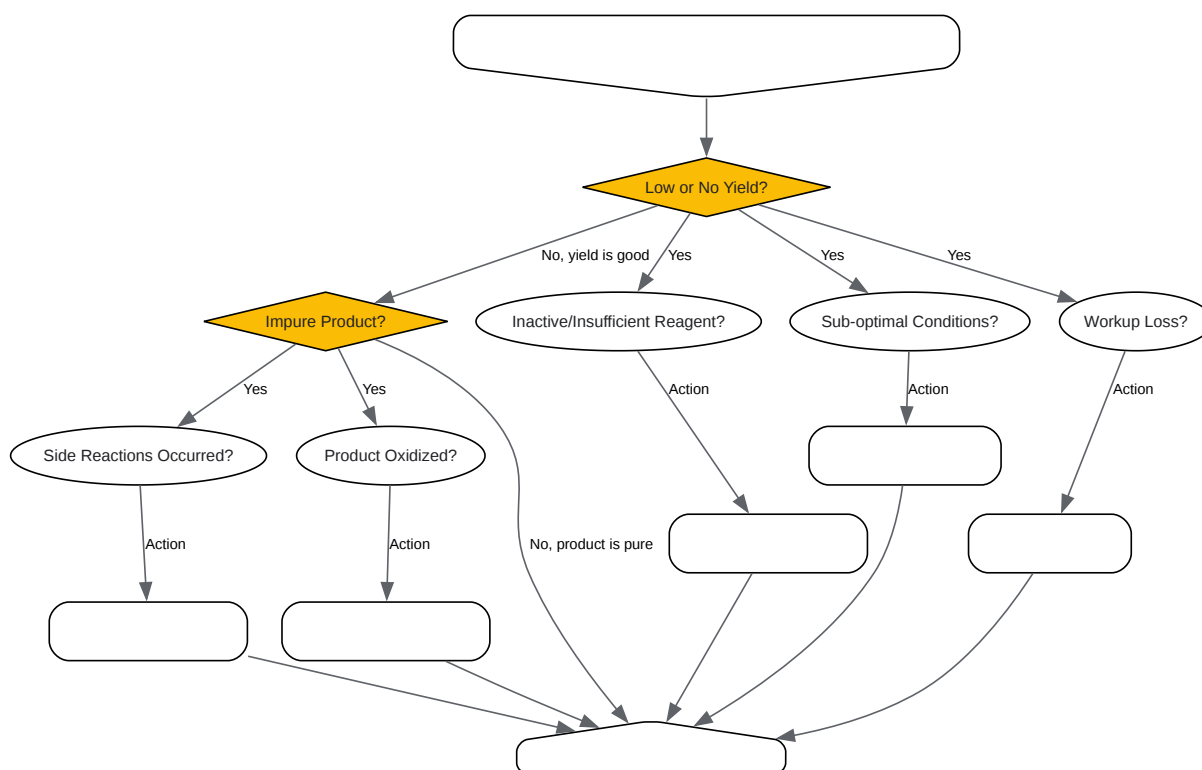 Low or No Yield?
No, yield is good
Yes
Yes
Yes
Impure Product?
Inactive/Insufficient Reagent?
Sub-optimal Conditions?
Workup Loss?
Yes
Yes
Action
Action
Action
Side Reactions Occurred?
Product Oxidized?
Action
Action
No, product is pure